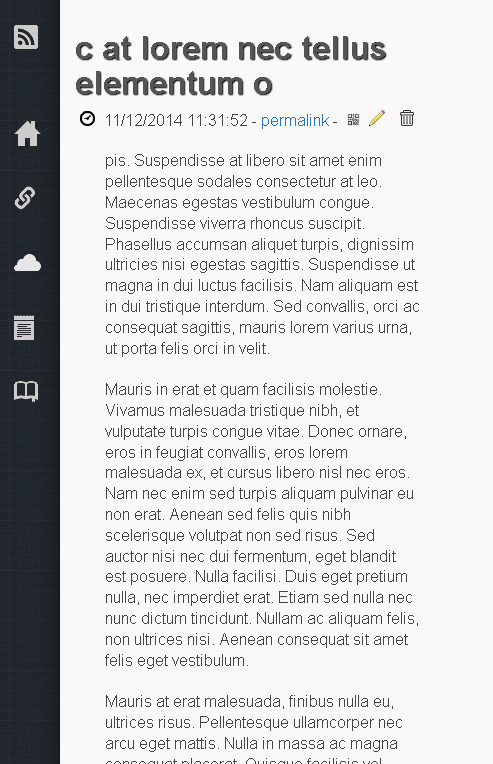 c at lorem nec tellus
elementum o
11/12/2014 11:31:52 - permalink -
pis. Suspendisse at libero sit amet enim
pellentesque sodales consectetur at leo.
Maecenas egestas vestibulum congue.
Suspendisse viverra rhoncus suscipit.
Phasellus accumsan aliquet turpis, dignissim
ultricies nisi egestas sagittis. Suspendisse ut
magna in dui luctus facilisis. Nam aliquam est
in dui tristique interdum. Sed convallis, orci ac
consequat sagittis, mauris lorem varius urna,
ut porta felis orci in velit.
Mauris in erat et quam facilisis molestie.
Vivamus malesuada tristique nibh, et
vulputate turpis congue vitae. Donec ornare,
eros in feugiat convallis, eros lorem
malesuada ex, et cursus libero nisl nec eros.
Nam nec enim sed turpis aliquam pulvinar eu
non erat. Aenean sed felis quis nibh
scelerisque volutpat non sed risus. Sed
auctor nisi nec dui fermentum, eget blandit
est posuere. Nulla facilisi. Duis eget pretium
nulla, nec imperdiet erat. Etiam sed nulla nec
nunc dictum tincidunt. Nullam ac aliquam felis,
non ultrices nisi. Aenean consequat sit amet
felis eget vestibulum.
Mauris at erat malesuada, finibus nulla eu,
ultrices risus. Pellentesque ullamcorper nec
arcu eget mattis. Nulla in massa ac magna
consequat placerat. Quisque facilisis vel